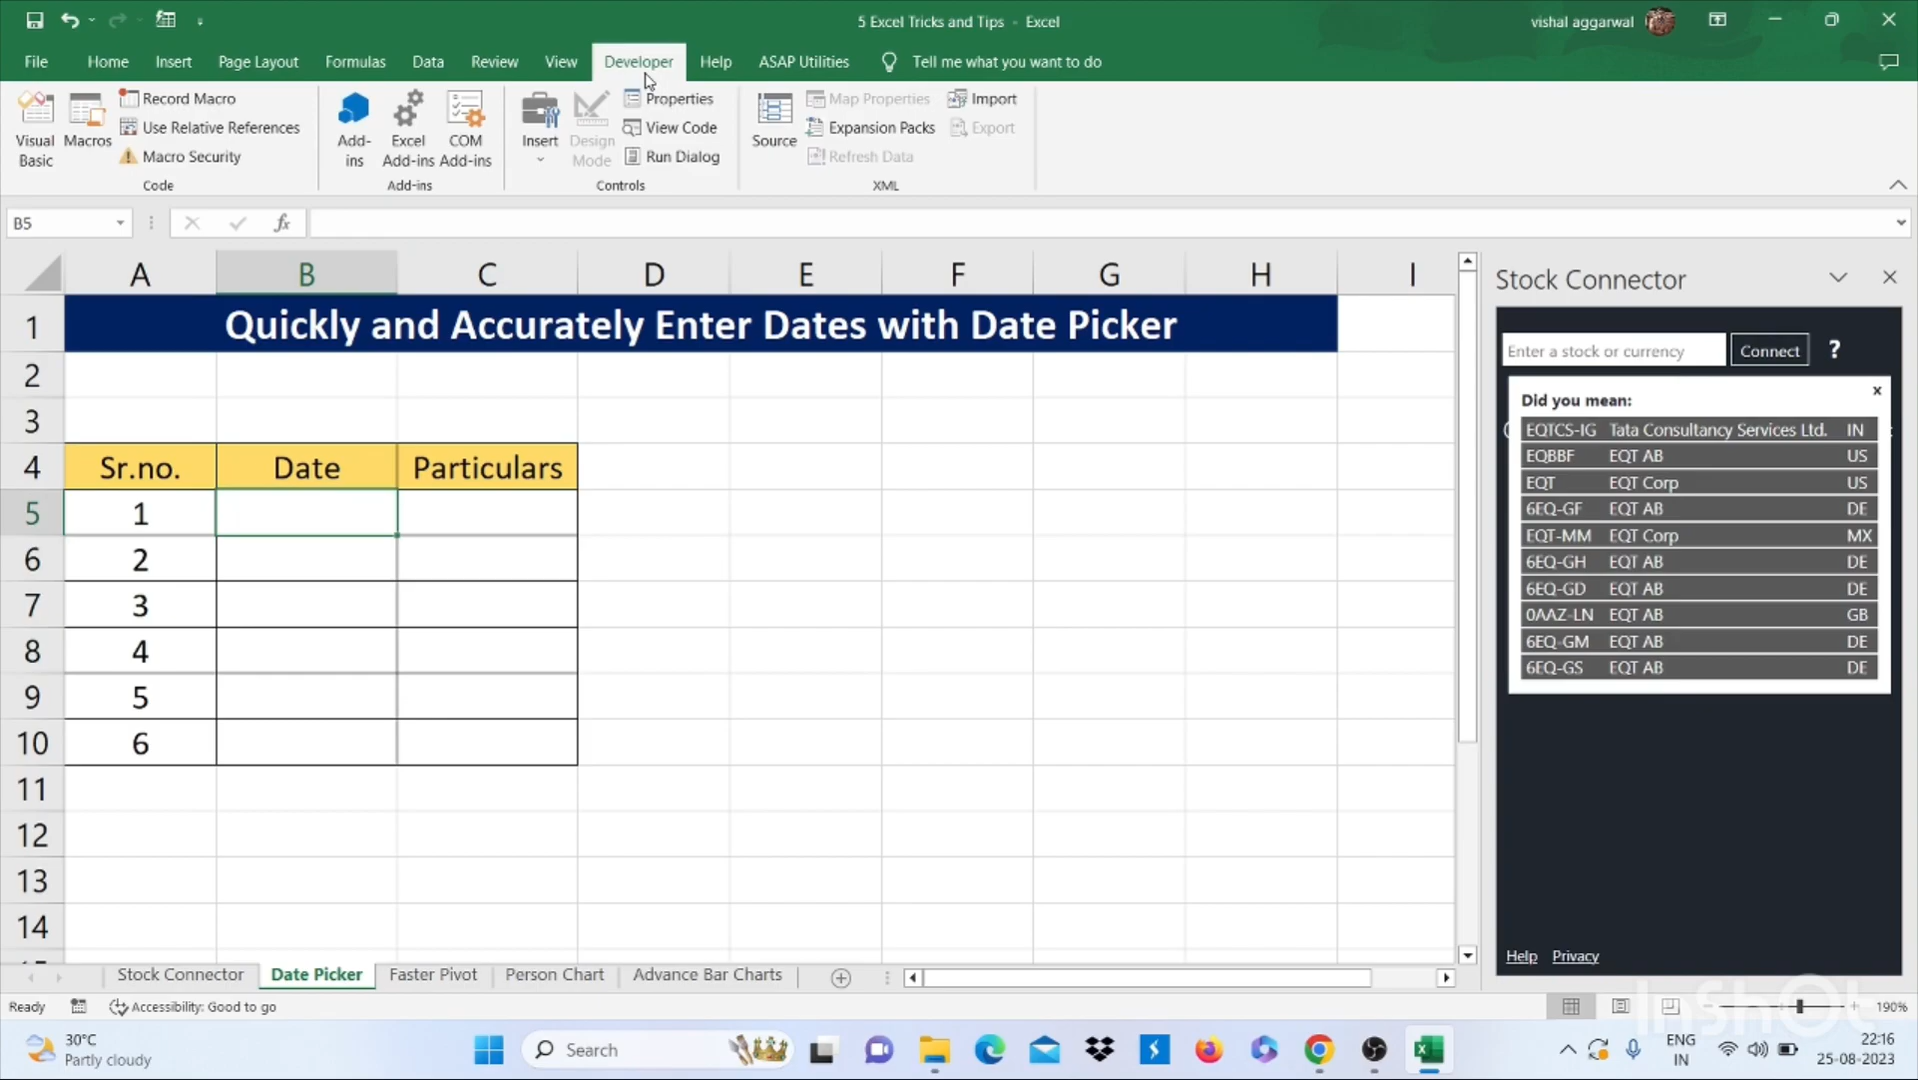 5 Excel Tricks and Tips - Excel
vishal aggarwal
File Home Insert Page Layout Formulas Data Review View Developer Help ASAP Utilities Tell me what you want to do
Visual Basic
Macros
Record Macro
Use Relative References
Macro Security
Code
Add-ins
Excel Add-ins
COM Add-ins
Add-ins
Insert
Design Mode
Properties
View Code
Run Dialog
Controls
Source
Map Properties
Expansion Packs
Refresh Data
Import
Export
XML
B5
fx
A B C D E F G H I
1 Quickly and Accurately Enter Dates with Date Picker
2
3
4 Sr.no. Date Particulars
5 1
6 2
7 3
8 4
9 5
10 6
11
12
13
14
Stock Connector
Enter a stock or currency Connect ?
Did you mean: x
EQTCS-IG Tata Consultancy Services Ltd. IN
EQBBF EQT AB US
EQT EQT Corp US
6EQ-GF EQT AB DE
EQT-MM EQT Corp MX
6EQ-GH EQT AB DE
6EQ-GD EQT AB DE
0AAZ-LN EQT AB GB
6EQ-GM EQT AB DE
6EQ-GS EQT AB DE
Help Privacy
Stock Connector Date Picker Faster Pivot Person Chart Advance Bar Charts
Ready Accessibility: Good to go
190%
InShOt
30°C
Partly cloudy
Search
ENG
IN
22:16
25-08-2023